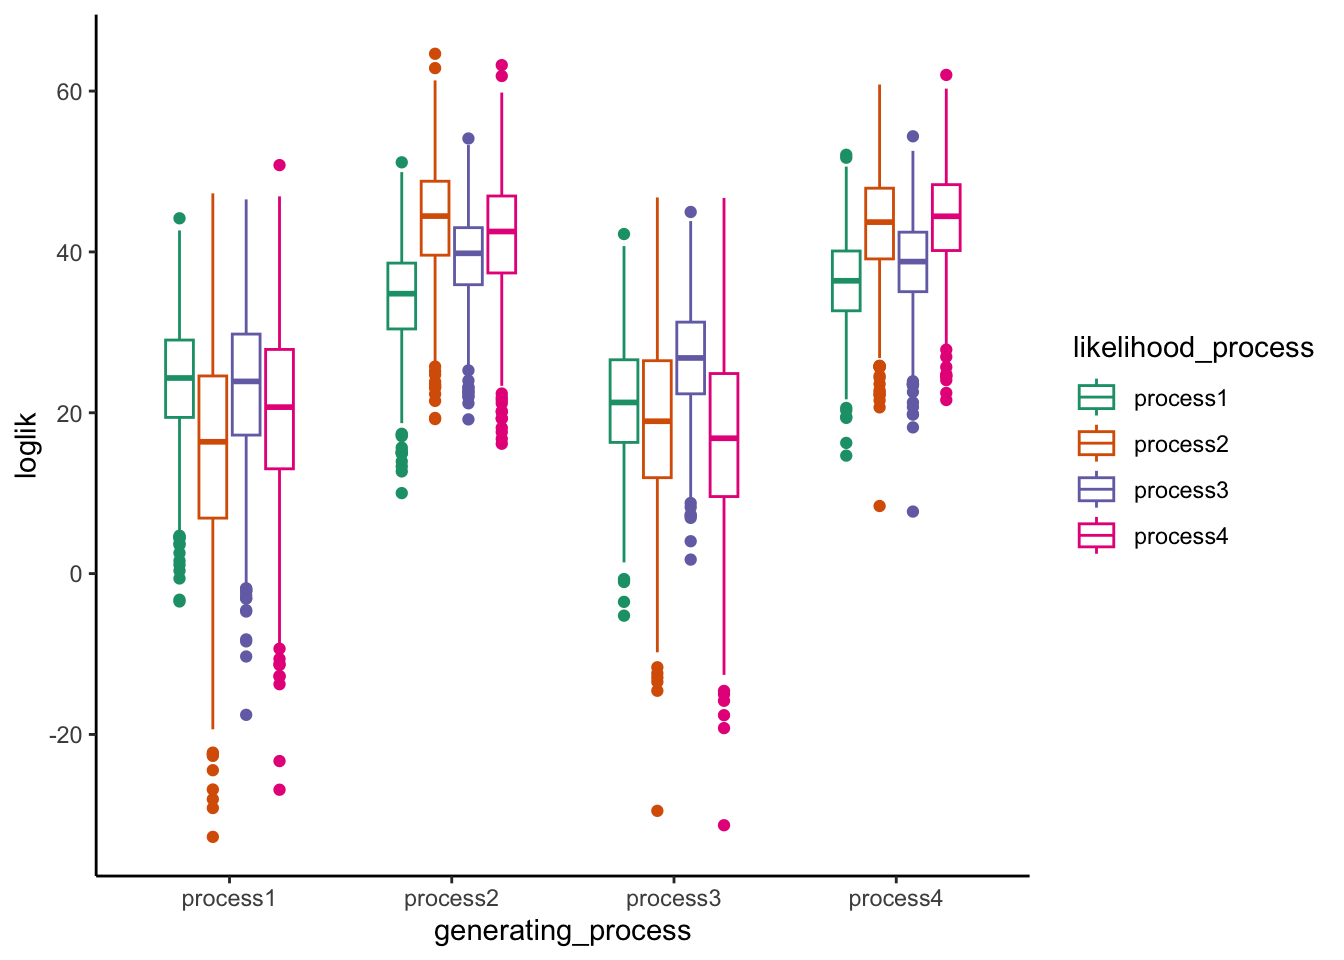 60
40
20
0
-20
loglik
process1
process2
process3
process4
generating_process
likelihood_process
process1
process2
process3
process4